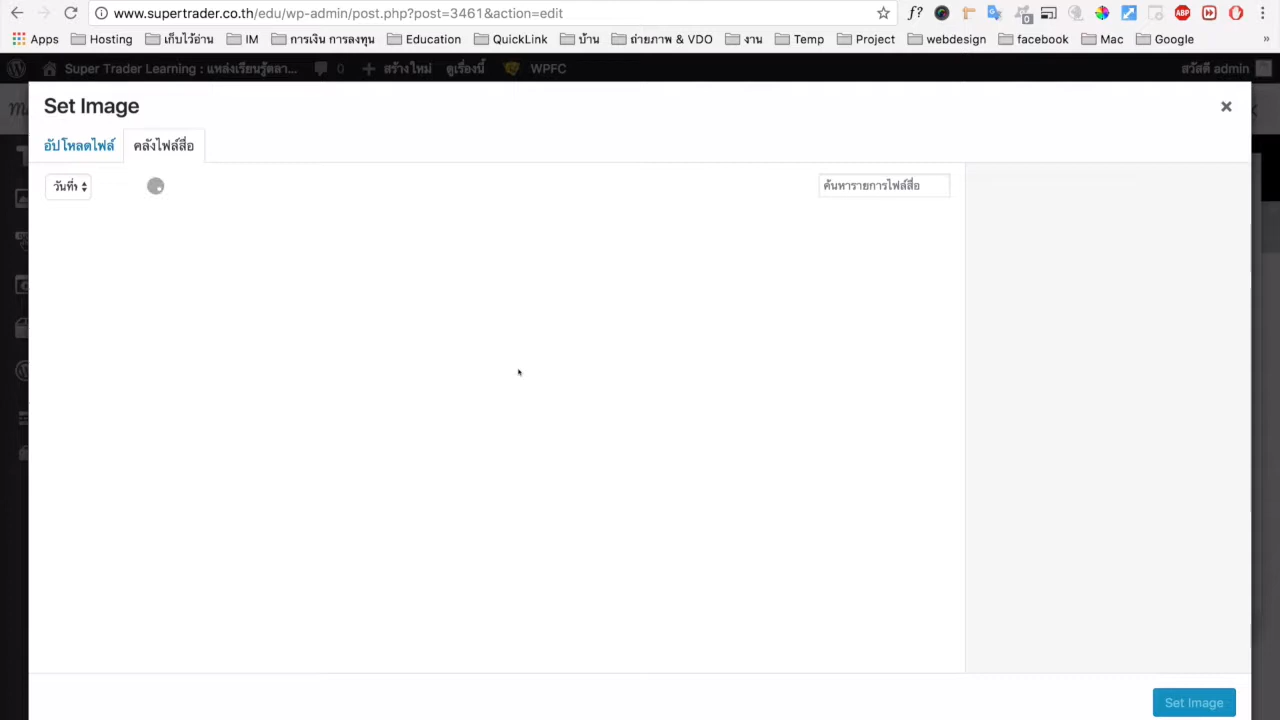 www.supertrader.co.th/edu/wp-admin/post.php?post=3461&action=edit
f? 0 ABP
Apps Hosting เก็บไว้อ่าน IM การเงิน การลงทุน Education QuickLink บ้าน ถ่ายภาพ & VDO งาน Temp Project webdesign facebook Mac Google »
Super Trader Learning : แหล่งเรียนรู้ตลา... 0 สร้างใหม่ ดูเรื่องนี้ WPFC สวัสดี admin
Set Image
อัปโหลดไฟล์ คลังไฟล์สื่อ
วันที่ท ค้นหารายการไฟล์สื่อ
Set Image